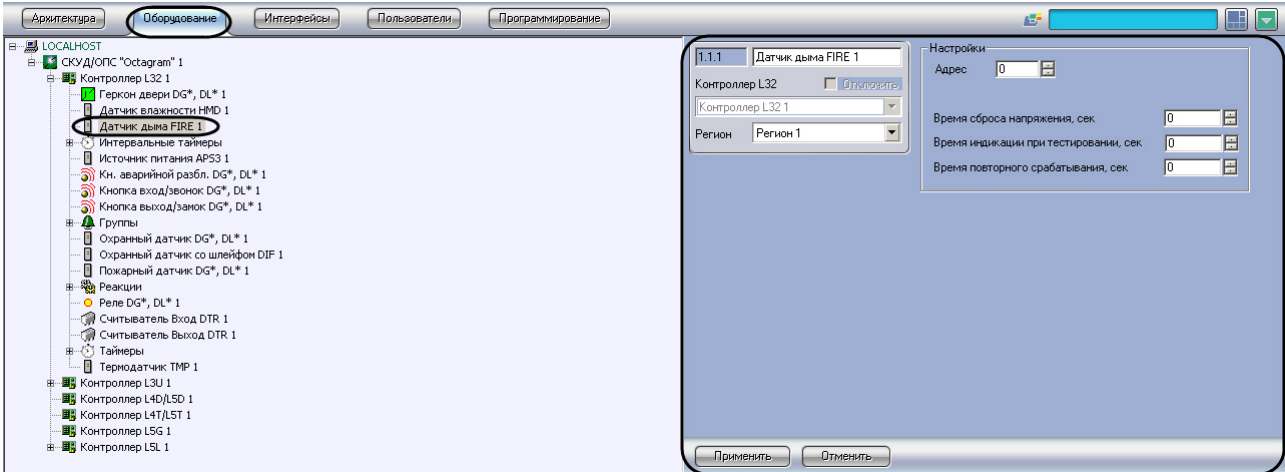 Архитектура Оборудование Интерфейсы Пользователи Программирование
LOCALHOST
СКУД/ОПС "Octagram" 1
Контроллер L32 1
Геркон двери DG*, DL* 1
Датчик влажности HMD 1
Датчик дыма FIRE 1
Интервальные таймеры
Источник питания APS3 1
Кн. аварийной разбл. DG*, DL* 1
Кнопка вход/звонок DG*, DL* 1
Кнопка выход/замок DG*, DL* 1
Группы
Охранный датчик DG*, DL* 1
Охранный датчик со шлейфом DIF 1
Пожарный датчик DG*, DL* 1
Реакции
Реле DG*, DL* 1
Считыватель Вход DTR 1
Считыватель Выход DTR 1
Таймеры
Термодатчик TMP 1
Контроллер L3U 1
Контроллер L4D/L5D 1
Контроллер L4T/L5T 1
Контроллер L5G 1
Контроллер L5L 1
1.1.1 Датчик дыма FIRE 1
Контроллер L32 Отключить
Контроллер L32 1
Регион Регион 1
Настройки
Адрес 0
Время сброса напряжения, сек 0
Время индикации при тестировании, сек 0
Время повторного срабатывания, сек 0
Применить Отменить